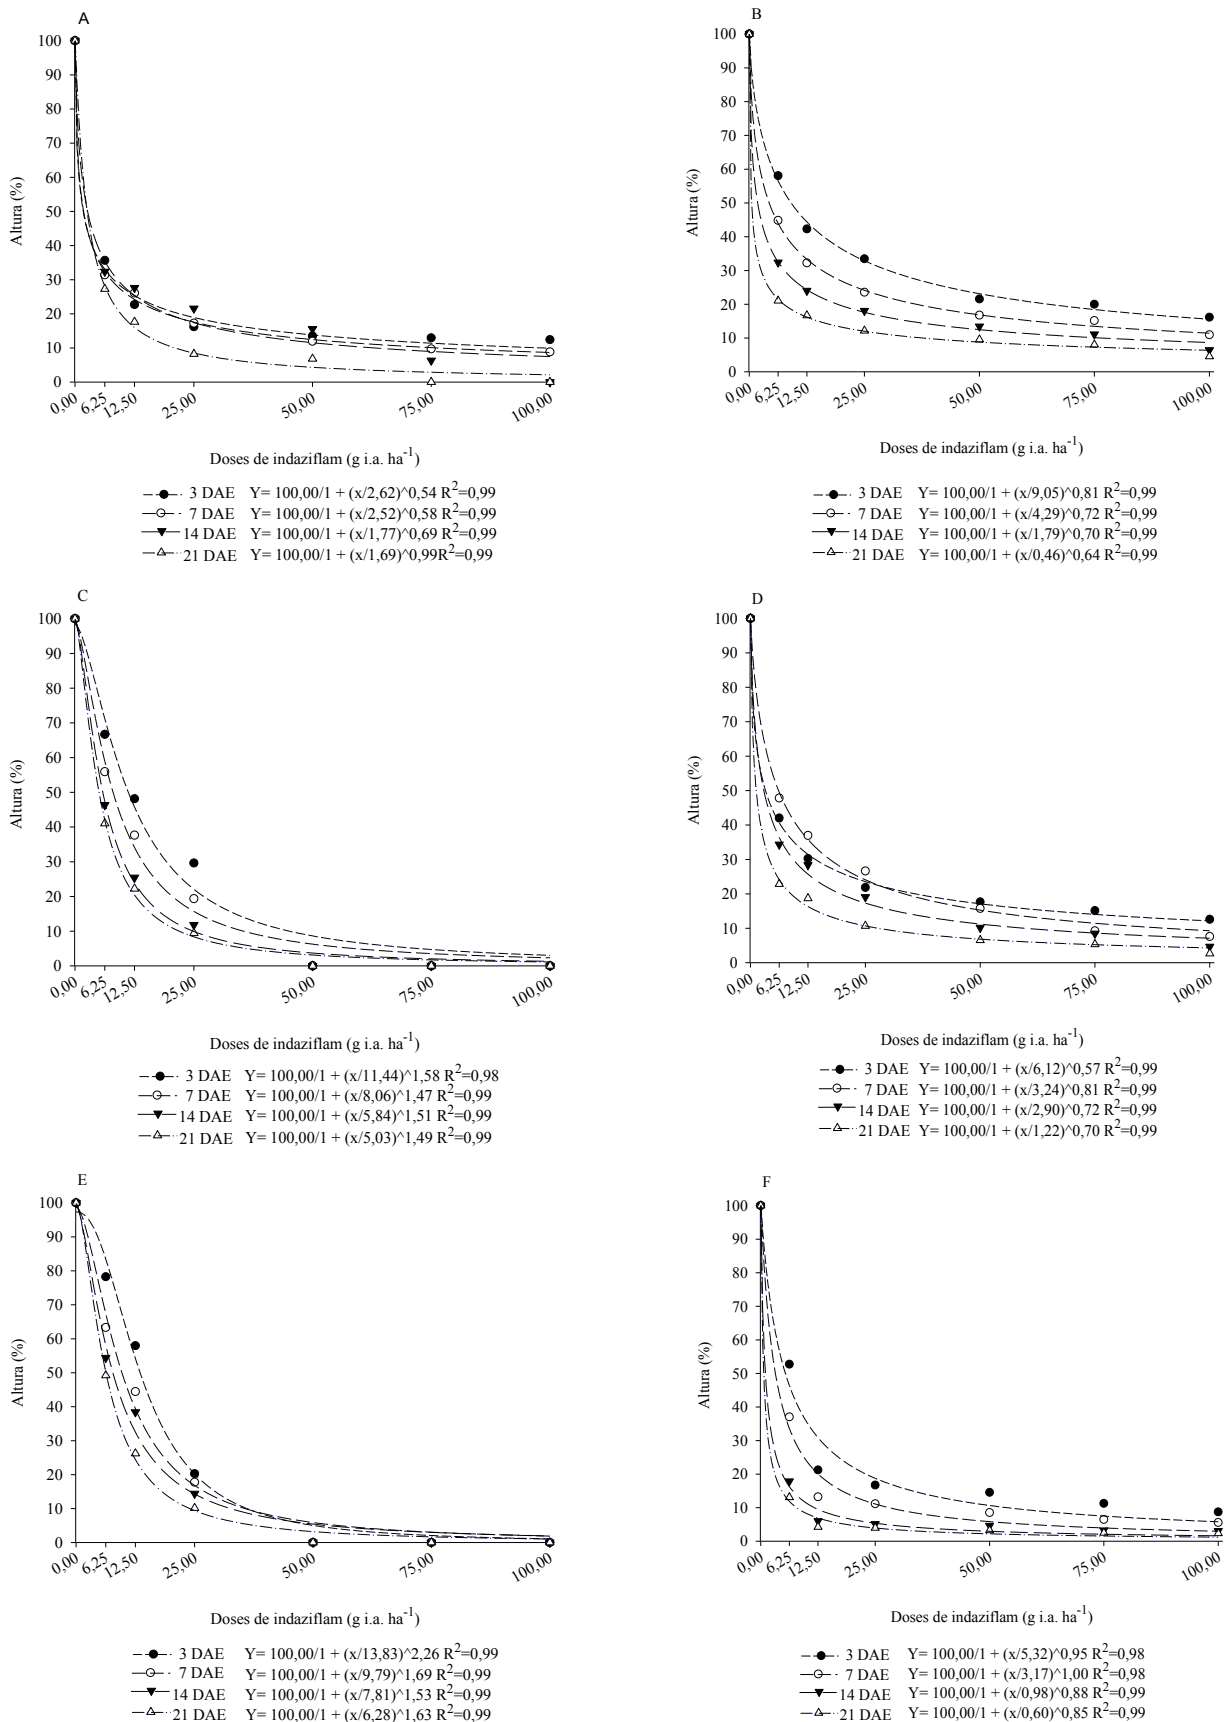 A
100
90
80
70
60
50
40
30
20
10
0
Altura (%)
0,00 6,25 12,50 25,00 50,00 75,00 100,00
Doses de indaziflam (g i.a. ha-1)
3 DAE Y= 100,00/1 + (x/2,62)^0,54 R2=0,99
7 DAE Y= 100,00/1 + (x/2,52)^0,58 R2=0,99
14 DAE Y= 100,00/1 + (x/1,77)^0,69 R2=0,99
21 DAE Y= 100,00/1 + (x/1,69)^0,99R2=0,99
B
100
90
80
70
60
50
40
30
20
10
0
Altura (%)
0,00 6,25 12,50 25,00 50,00 75,00 100,00
Doses de indaziflam (g i.a. ha-1)
3 DAE Y= 100,00/1 + (x/9,05)^0,81 R2=0,99
7 DAE Y= 100,00/1 + (x/4,29)^0,72 R2=0,99
14 DAE Y= 100,00/1 + (x/1,79)^0,70 R2=0,99
21 DAE Y= 100,00/1 + (x/0,46)^0,64 R2=0,99
C
100
90
80
70
60
50
40
30
20
10
0
Altura (%)
0,00 6,25 12,50 25,00 50,00 75,00 100,00
Doses de indaziflam (g i.a. ha-1)
3 DAE Y= 100,00/1 + (x/11,44)^1,58 R2=0,98
7 DAE Y= 100,00/1 + (x/8,06)^1,47 R2=0,99
14 DAE Y= 100,00/1 + (x/5,84)^1,51 R2=0,99
21 DAE Y= 100,00/1 + (x/5,03)^1,49 R2=0,99
D
100
90
80
70
60
50
40
30
20
10
0
Altura (%)
0,00 6,25 12,50 25,00 50,00 75,00 100,00
Doses de indaziflam (g i.a. ha-1)
3 DAE Y= 100,00/1 + (x/6,12)^0,57 R2=0,99
7 DAE Y= 100,00/1 + (x/3,24)^0,81 R2=0,99
14 DAE Y= 100,00/1 + (x/2,90)^0,72 R2=0,99
21 DAE Y= 100,00/1 + (x/1,22)^0,70 R2=0,99
E
100
90
80
70
60
50
40
30
20
10
0
Altura (%)
0,00 6,25 12,50 25,00 50,00 75,00 100,00
Doses de indaziflam (g i.a. ha-1)
3 DAE Y= 100,00/1 + (x/13,83)^2,26 R2=0,99
7 DAE Y= 100,00/1 + (x/9,79)^1,69 R2=0,99
14 DAE Y= 100,00/1 + (x/7,81)^1,53 R2=0,99
21 DAE Y= 100,00/1 + (x/6,28)^1,63 R2=0,99
F
100
90
80
70
60
50
40
30
20
10
0
Altura (%)
0,00 6,25 12,50 25,00 50,00 75,00 100,00
Doses de indaziflam (g i.a. ha-1)
3 DAE Y= 100,00/1 + (x/5,32)^0,95 R2=0,98
7 DAE Y= 100,00/1 + (x/3,17)^1,00 R2=0,98
14 DAE Y= 100,00/1 + (x/0,98)^0,88 R2=0,99
21 DAE Y= 100,00/1 + (x/0,60)^0,85 R2=0,99